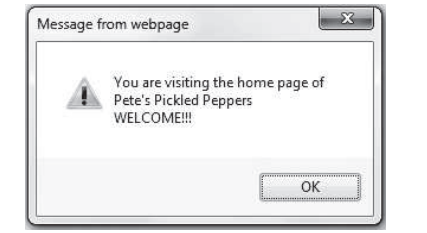 Message from webpage
You are visiting the home page of
Pete's Pickled Peppers
WELCOME!!!
OK